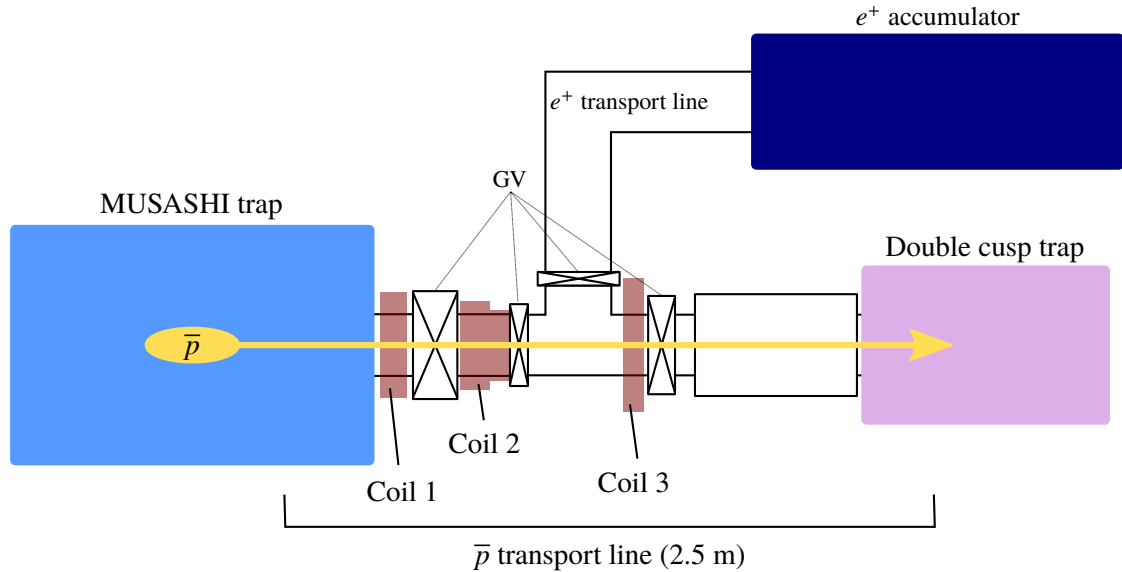 e⁺ accumulator
e⁺ transport line
GV
MUSASHI trap
Double cusp trap
p̅
Coil 2
Coil 1
Coil 3
p̅ transport line (2.5 m)